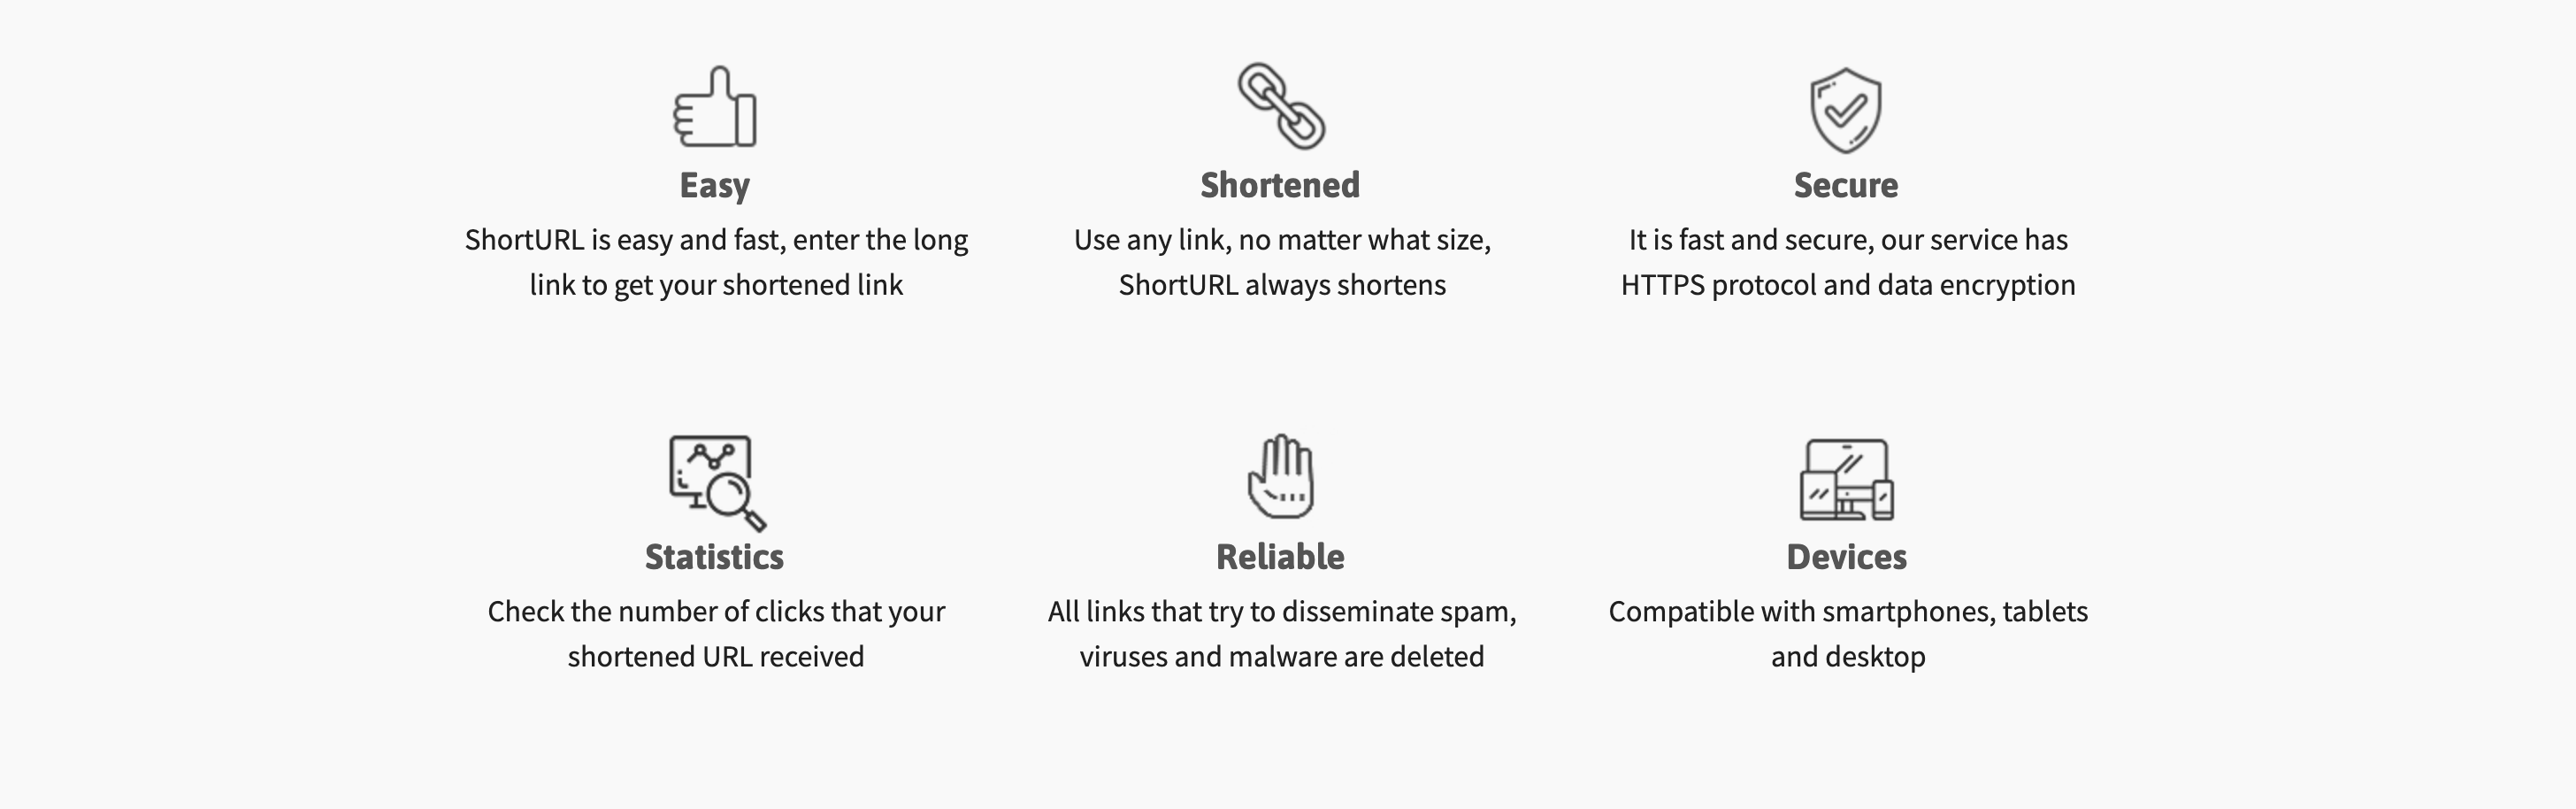 Easy
ShortURL is easy and fast, enter the long
link to get your shortened link
Shortened
Use any link, no matter what size,
ShortURL always shortens
Secure
It is fast and secure, our service has
HTTPS protocol and data encryption
Statistics
Check the number of clicks that your
shortened URL received
Reliable
All links that try to disseminate spam,
viruses and malware are deleted
Devices
Compatible with smartphones, tablets
and desktop